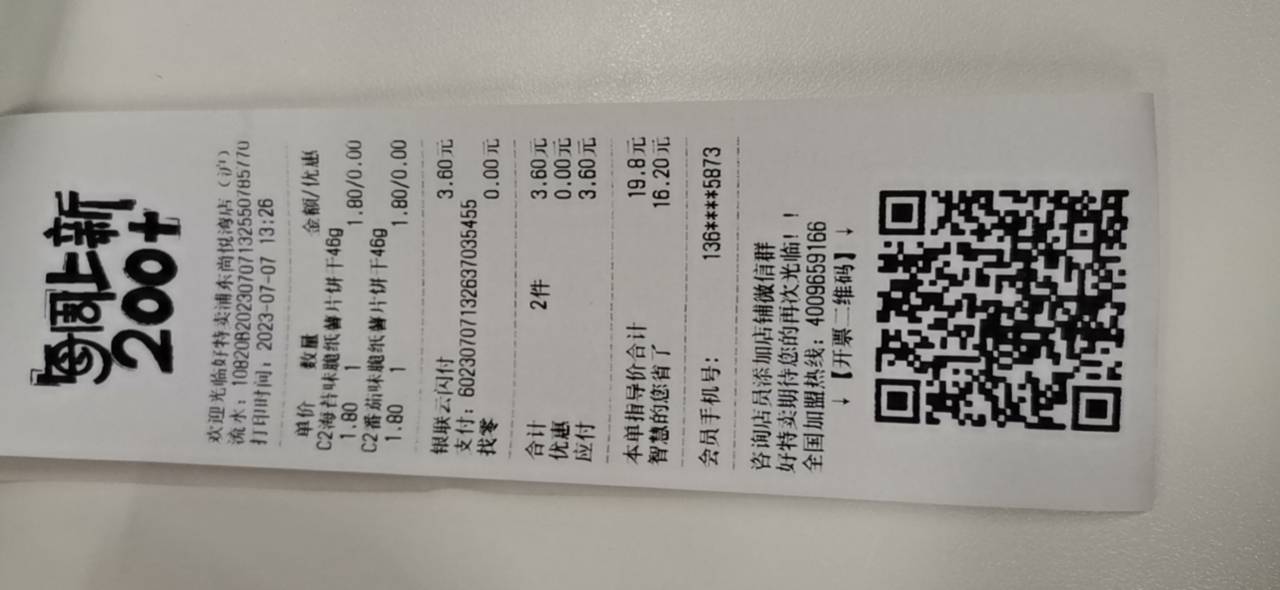 每周上新
200+
欢迎光临好特卖浦东尚悦湾店（沪）
流水：10820820230707132550785770
打印时间：2023-07-07 13:26
单价 数量 金额/优惠
C2海苔味脆纸薯片饼干46g
1.80 1 1.80/0.00
C2番茄味脆纸薯片饼干46g
1.80 1 1.80/0.00
银联云闪付 3.60元
支付：60230707132637035455
找零 0.00元
合计 2件 3.60元
优惠 0.00元
应付 3.60元
本单指导价合计 19.8元
智慧的您省了 16.20元
会员手机号： 136****5873
咨询店员添加店铺微信群
好特卖期待您的再次光临！！
全国加盟热线：4009659166
↓【开票二维码】↓